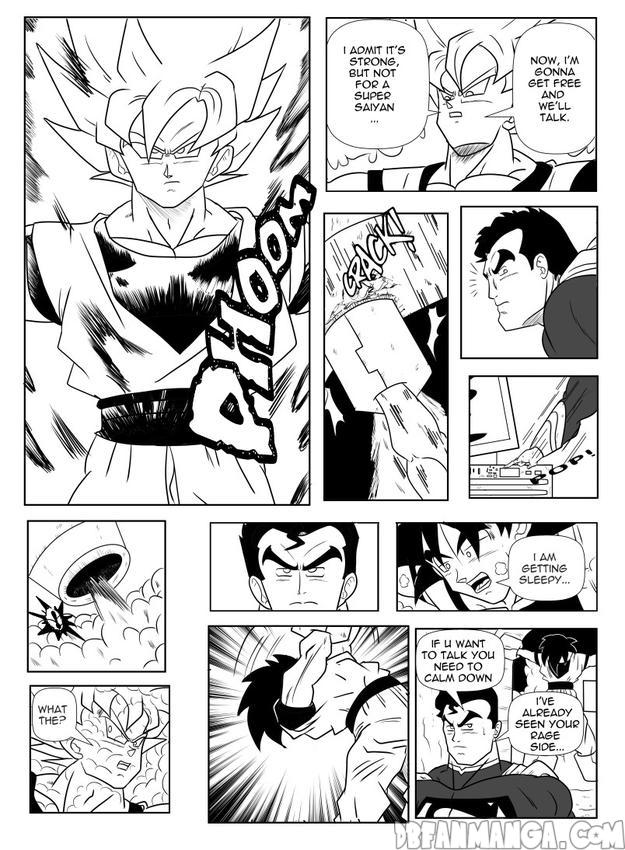 PHOOM
I ADMIT IT'S
STRONG,
BUT NOT
FOR A
SUPER
SAIYAN
...
NOW, I'M
GONNA
GET FREE
AND
WE'LL
TALK.
CRACK!
POP!
I AM
GETTING
SLEEPY...
WHAT
THE?
IF U WANT
TO TALK YOU
NEED TO
CALM DOWN
I'VE
ALREADY
SEEN YOUR
RAGE
SIDE...
DBFANMANGA.COM